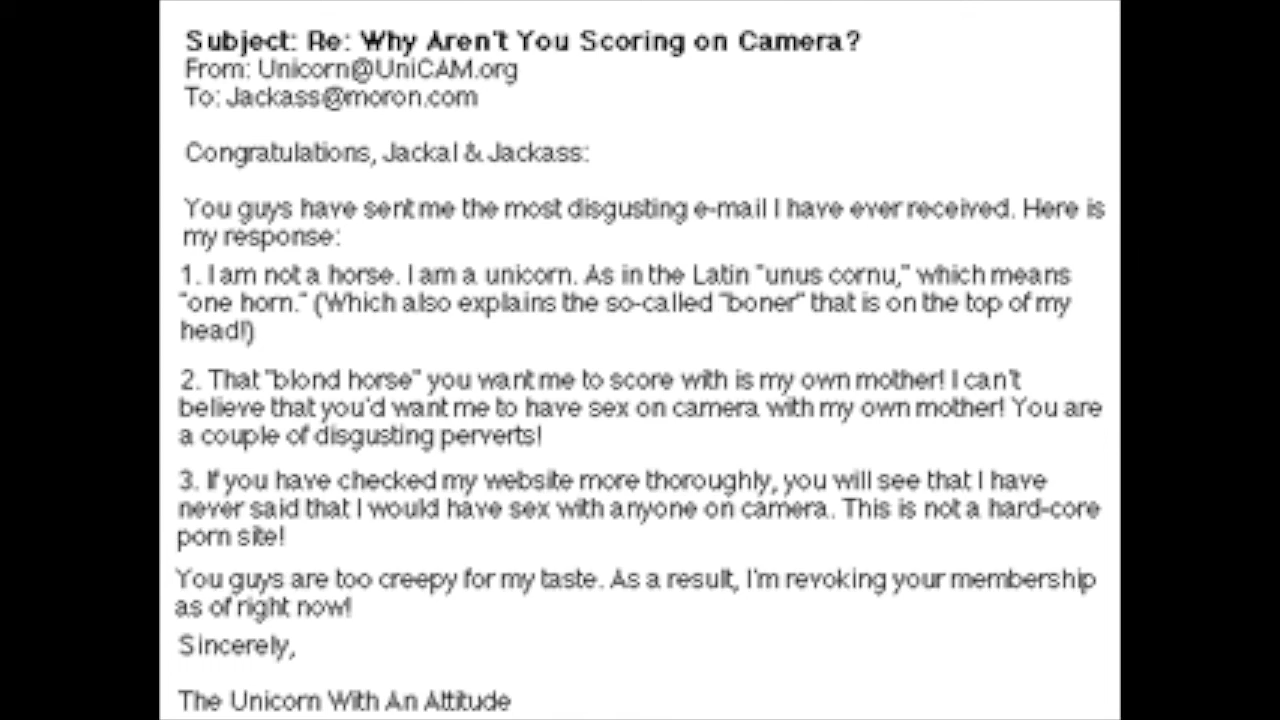 Subject: Re: Why Aren't You Scoring on Camera?
From: Unicorn@UniCAM.org
To: Jackass@moron.com
Congratulations, Jackal & Jackass:
You guys have sent me the most disgusting e-mail I have ever received. Here is
my response:
1. I am not a horse. I am a unicorn. As in the Latin "unus cornu," which means
"one horn." (Which also explains the so-called "boner" that is on the top of my
head!)
2. That "blond horse" you want me to score with is my own mother! I can't
believe that you'd want me to have sex on camera with my own mother! You are
a couple of disgusting perverts!
3. If you have checked my website more thoroughly, you will see that I have
never said that I would have sex with anyone on camera. This is not a hard-core
porn site!
You guys are too creepy for my taste. As a result, I'm revoking your membership
as of right now!
Sincerely,
The Unicorn With An Attitude